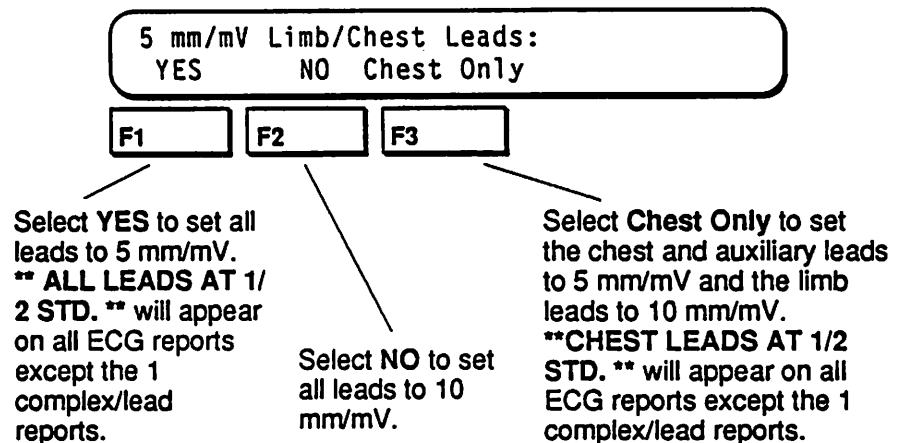 5 mm/mV Limb/Chest Leads:
YES NO Chest Only
F1 F2 F3
Select YES to set all
leads to 5 mm/mV.
** ALL LEADS AT 1/
2 STD. ** will appear
on all ECG reports
except the 1
complex/lead
reports.
Select NO to set
all leads to 10
mm/mV.
Select Chest Only to set
the chest and auxiliary leads
to 5 mm/mV and the limb
leads to 10 mm/mV.
**CHEST LEADS AT 1/2
STD. ** will appear on all
ECG reports except the 1
complex/lead reports.